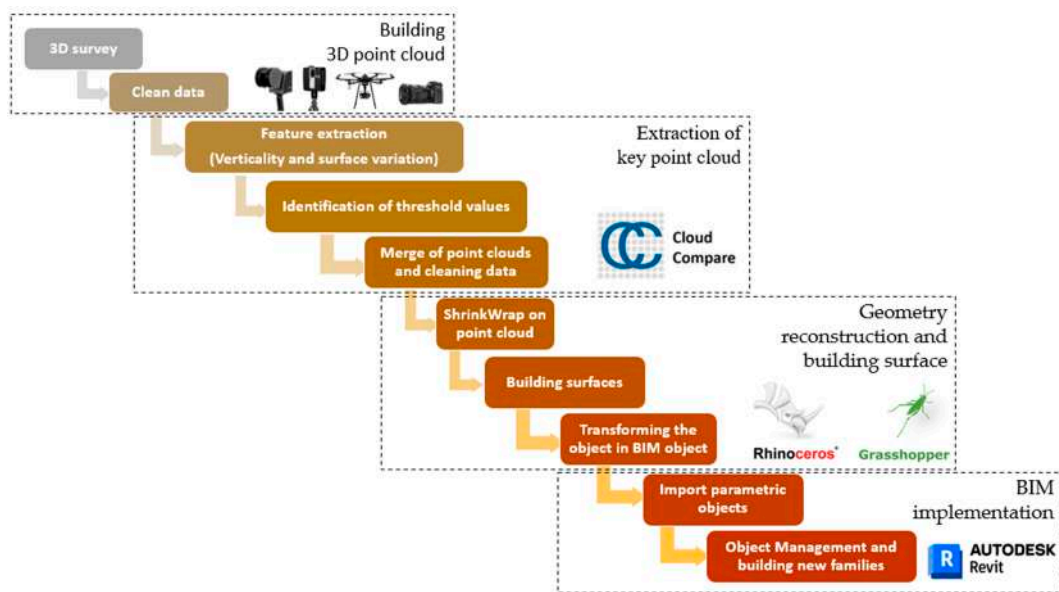 Building
3D point cloud
3D survey
Clean data
Extraction of
key point cloud
Feature extraction
(Verticality and surface variation)
Identification of threshold values
Merge of point clouds
and cleaning data
CC
Cloud
Compare
Geometry
reconstruction and
building surface
ShrinkWrap on
point cloud
Building surfaces
Transforming the
object in BIM object
Rhinoceros®
Grasshopper
BIM
implementation
Import parametric
objects
Object Management and
building new families
R
AUTODESK
Revit